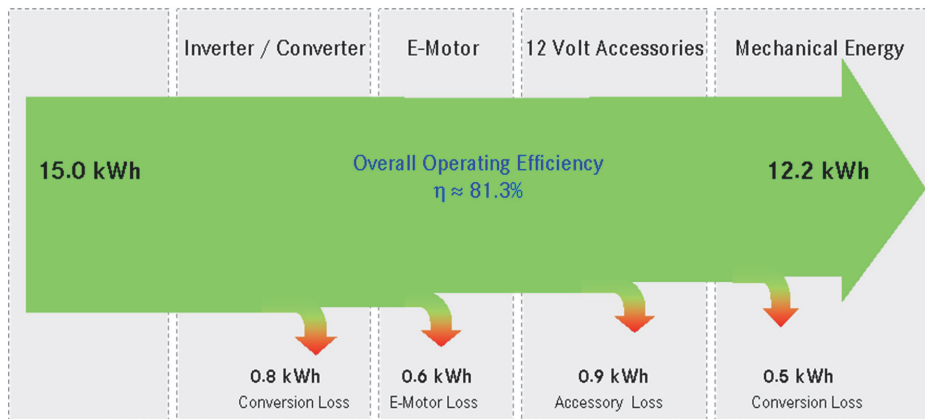 Inverter / Converter
E-Motor
12 Volt Accessories
Mechanical Energy
15.0 kWh
Overall Operating Efficiency
η ≈ 81.3%
12.2 kWh
0.8 kWh
Conversion Loss
0.6 kWh
E-Motor Loss
0.9 kWh
Accessory Loss
0.5 kWh
Conversion Loss